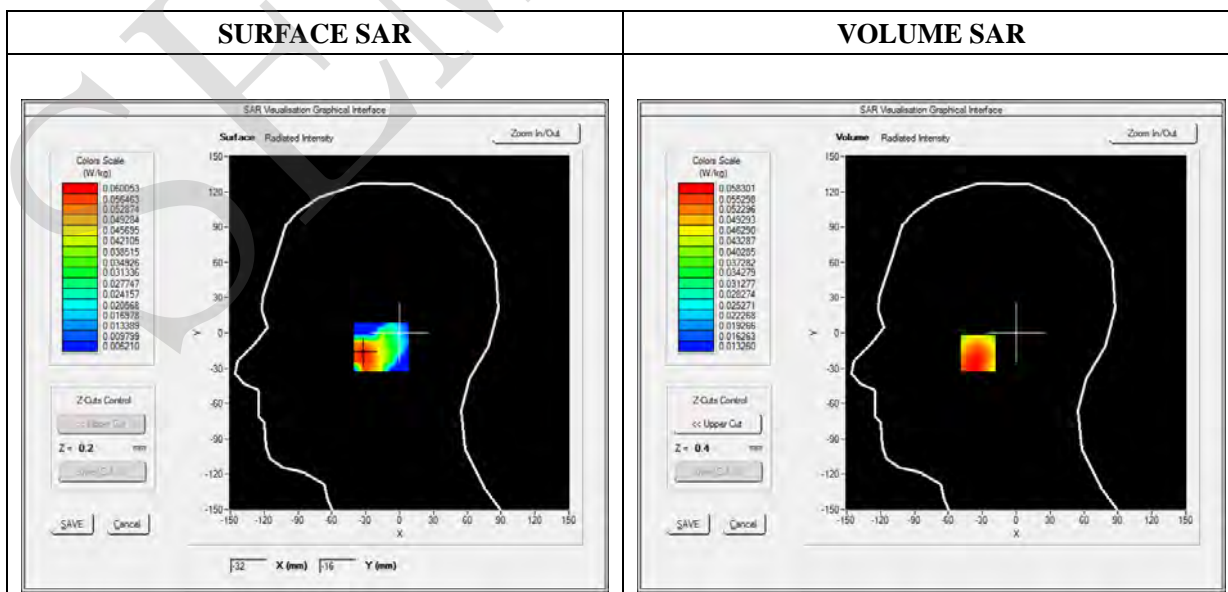 SURFACE SAR
VOLUME SAR
SAR Visualisation Graphical Interface
Surface Radiated Intensity
Zoom In/Out
Colors Scale
(W/kg)
0.060053
0.056463
0.052874
0.049284
0.045695
0.042105
0.038515
0.034926
0.031336
0.027747
0.024157
0.020568
0.016978
0.013389
0.009799
0.006210
150
120
90
60
30
0
-30
-60
-90
-120
-150
Y
-150 -120 -90 -60 -30 0 30 60 90 120 150
X
Z-Cuts Control
<< Upper Cut
Z = 0.2 mm
SAVE Cancel
-32 X (mm) -16 Y (mm)
SAR Visualisation Graphical Interface
Volume Radiated Intensity
Zoom In/Out
Colors Scale
(W/kg)
0.058301
0.055298
0.052296
0.049293
0.046290
0.043287
0.040285
0.037282
0.034279
0.031277
0.028274
0.025271
0.022268
0.019266
0.016263
0.013260
150
120
90
60
30
0
-30
-60
-90
-120
-150
Y
-150 -120 -90 -60 -30 0 30 60 90 120 150
X
Z-Cuts Control
<< Upper Cut
Z = 0.4 mm
SAVE Cancel